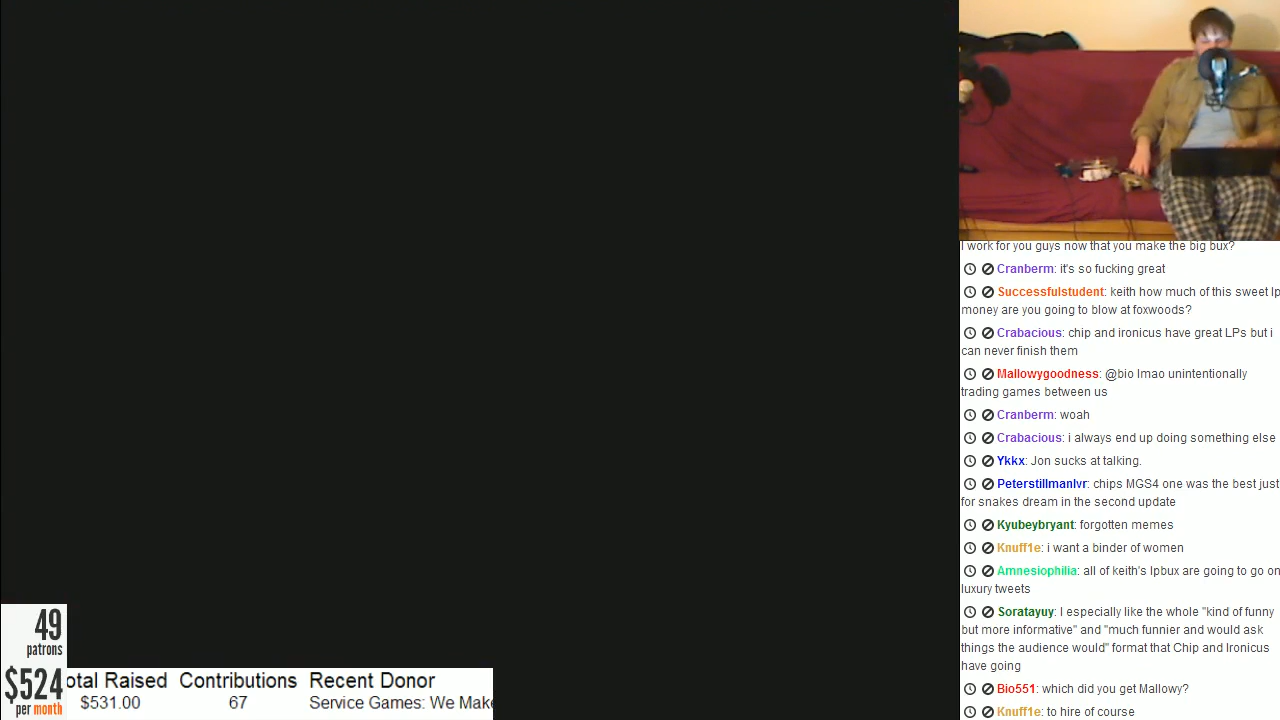 I work for you guys now that you make the big bux?
Cranberm: it's so fucking great
Successfulstudent: keith how much of this sweet lp
money are you going to blow at foxwoods?
Crabacious: chip and ironicus have great LPs but i
can never finish them
Mallowygoodness: @bio lmao unintentionally
trading games between us
Cranberm: woah
Crabacious: i always end up doing something else
Ykkx: Jon sucks at talking.
Peterstillmanlvr: chips MGS4 one was the best just
for snakes dream in the second update
Kyubeybryant: forgotten memes
Knuff1e: i want a binder of women
Amnesiophilia: all of keith's lpbux are going to go on
luxury tweets
Soratayuy: I especially like the whole "kind of funny
but more informative" and "much funnier and would ask
things the audience would" format that Chip and Ironicus
have going
Bio551: which did you get Mallowy?
Knuff1e: to hire of course
49
patrons
$524
per month
otal Raised Contributions Recent Donor
$531.00 67 Service Games: We Make